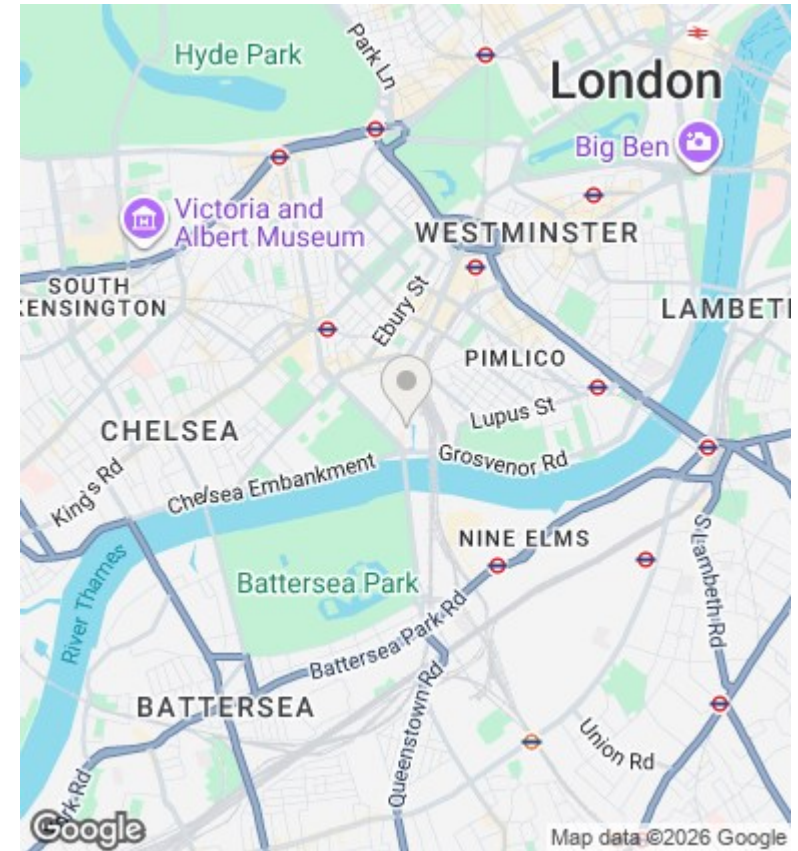 Hyde Park
Park Ln
London
Big Ben
Victoria and
Albert Museum
WESTMINSTER
SOUTH
KENSINGTON
Ebury St
LAMBETH
PIMLICO
Lupus St
CHELSEA
Grosvenor Rd
King's Rd
Chelsea Embankment
NINE ELMS
S Lambeth Rd
River Thames
Battersea Park
Battersea Park Rd
BATTERSEA
Queenstown Rd
Union Rd
Park Rd
Google
Map data ©2026 Google